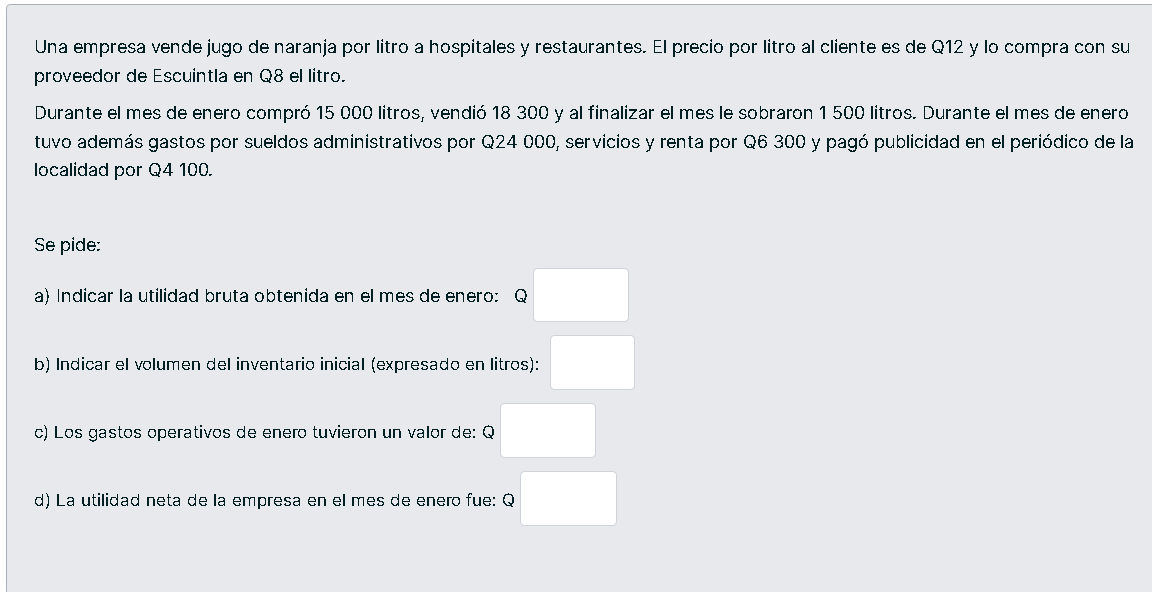 Una empresa vende jugo de naranja por litro a hospitales y restaurantes. El precio por litro al cliente es de Q12 y lo compra con su
proveedor de Escuintla en Q8 el litro.
Durante el mes de enero compró 15 000 litros, vendió 18 300 y al finalizar el mes le sobraron 1 500 litros. Durante el mes de enero
tuvo además gastos por sueldos administrativos por Q24 000, servicios y renta por Q6 300 y pagó publicidad en el periódico de la
localidad por Q4 100.
Se pide:
a) Indicar la utilidad bruta obtenida en el mes de enero: Q
b) Indicar el volumen del inventario inicial (expresado en litros):
c) Los gastos operativos de enero tuvieron un valor de: Q
d) La utilidad neta de la empresa en el mes de enero fue: Q